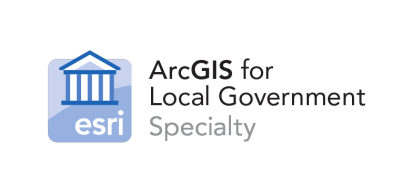 ArcGIS for
Local Government
Specialty
esri